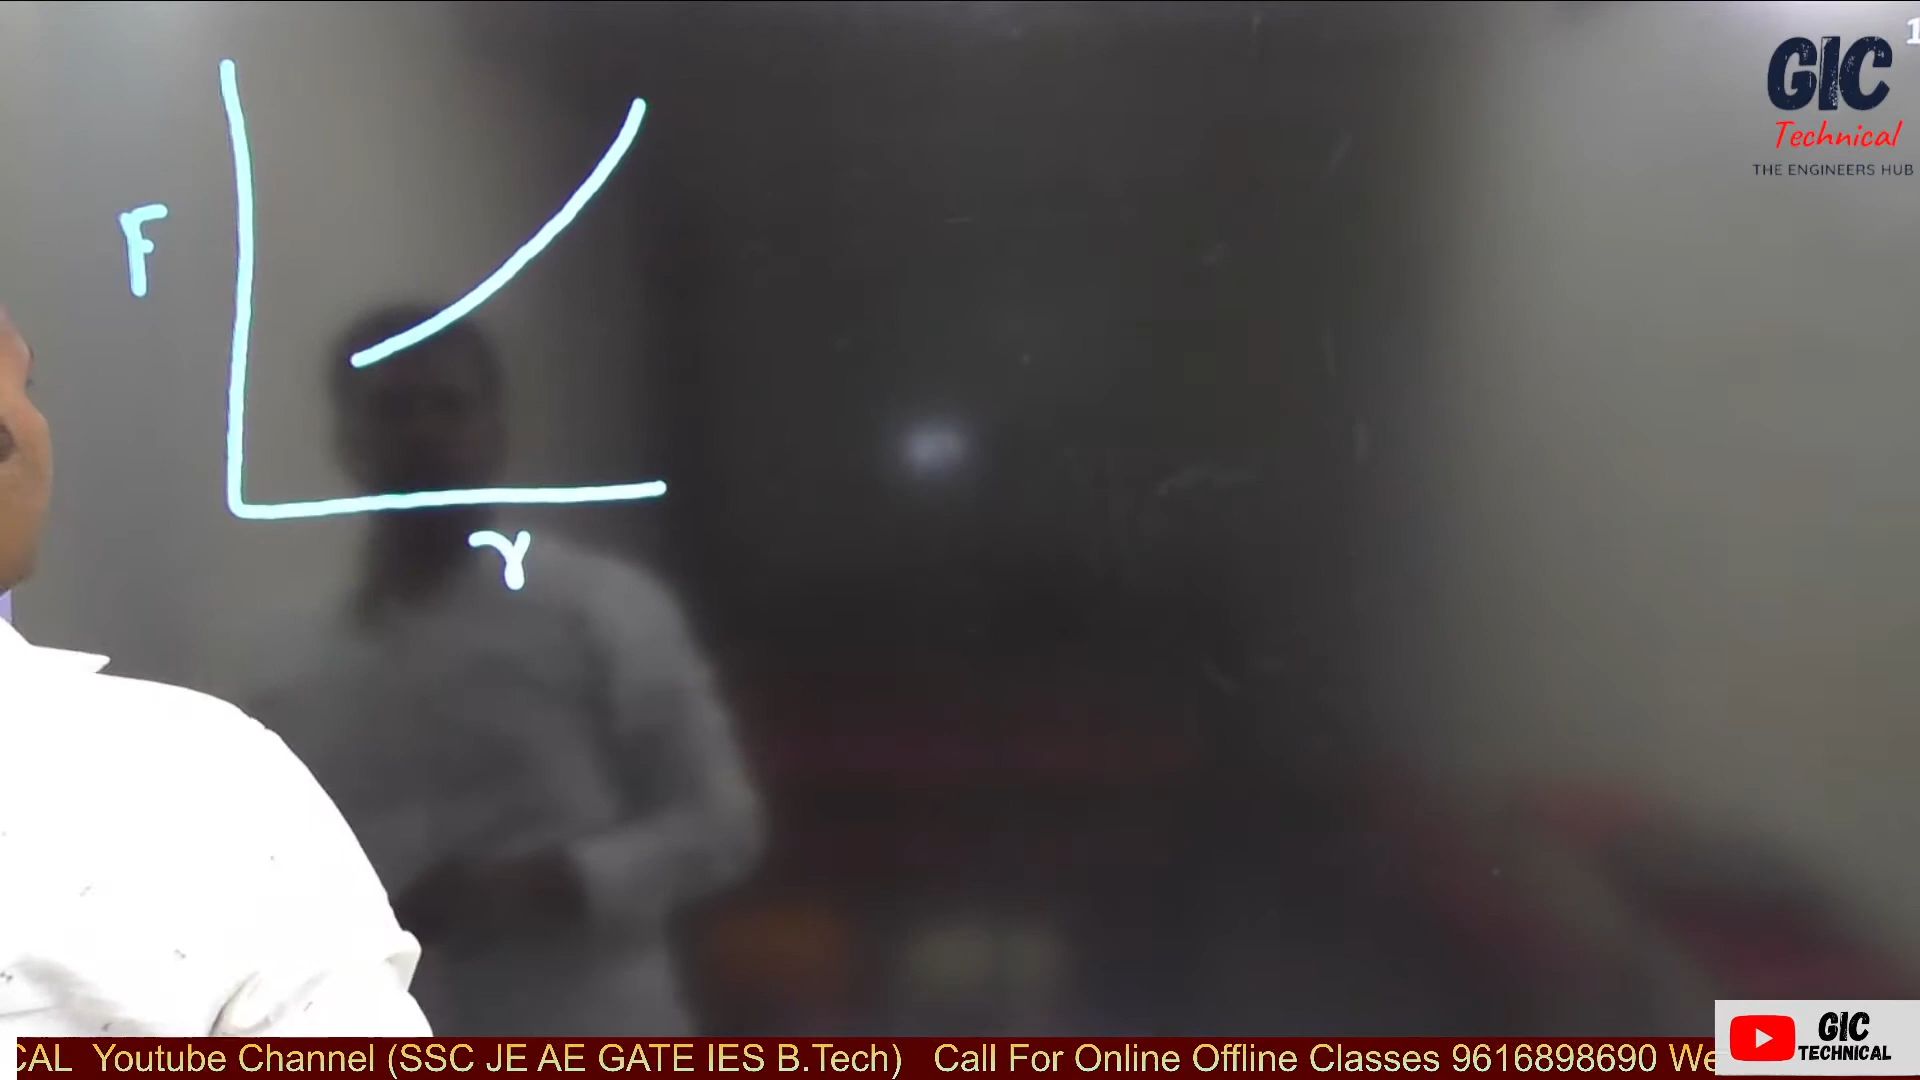 GIC
Technical
THE ENGINEERS HUB
F
r
CAL Youtube Channel (SSC JE AE GATE IES B.Tech) Call For Online Offline Classes 9616898690 We
GIC
TECHNICAL